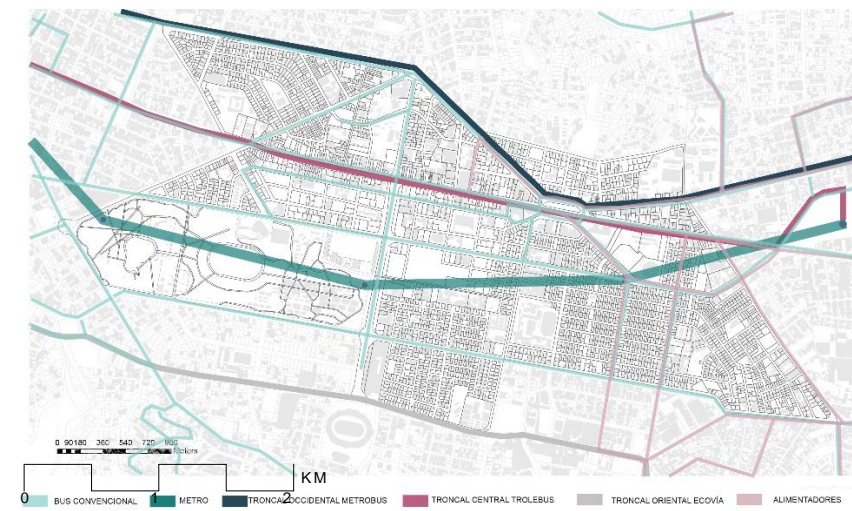 0 90180 360 540 720 900
Meters
KM
0 1 2
BUS CONVENCIONAL METRO TRONCAL OCCIDENTAL METROBUS TRONCAL CENTRAL TROLEBUS TRONCAL ORIENTAL ECOVÍA ALIMENTADORES